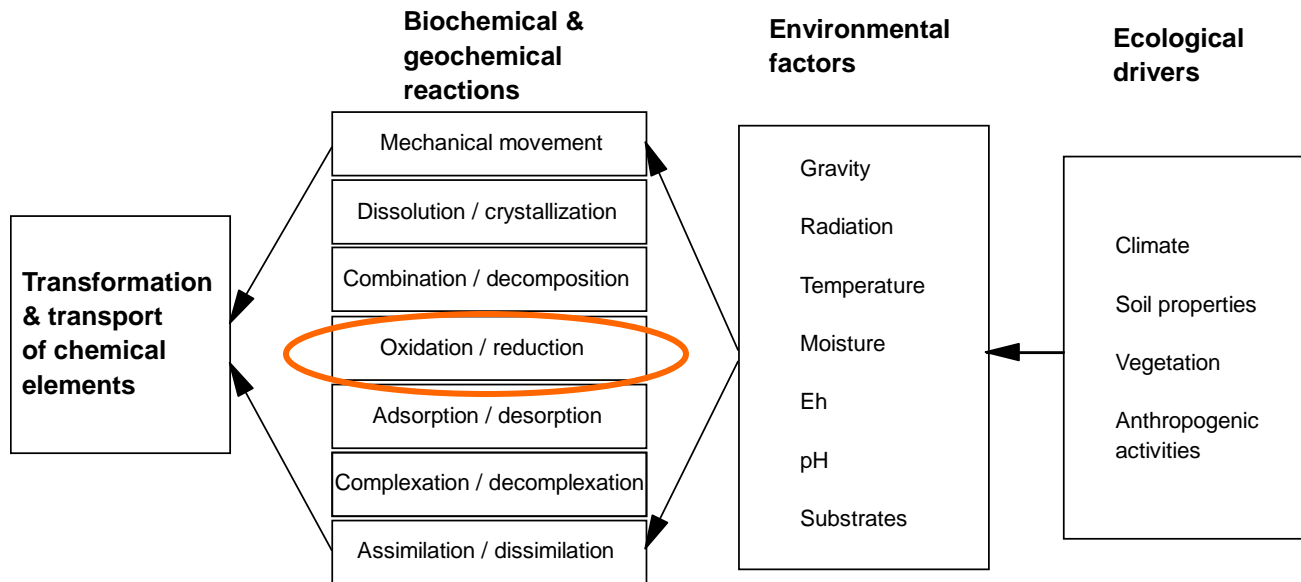 Biochemical &
geochemical
reactions
Environmental
factors
Ecological
drivers
Transformation
& transport
of chemical
elements
Mechanical movement
Dissolution / crystallization
Combination / decomposition
Oxidation / reduction
Adsorption / desorption
Complexation / decomplexation
Assimilation / dissimilation
Gravity
Radiation
Temperature
Moisture
Eh
pH
Substrates
Climate
Soil properties
Vegetation
Anthropogenic
activities